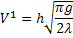 V¹ = h√(πg/2λ)